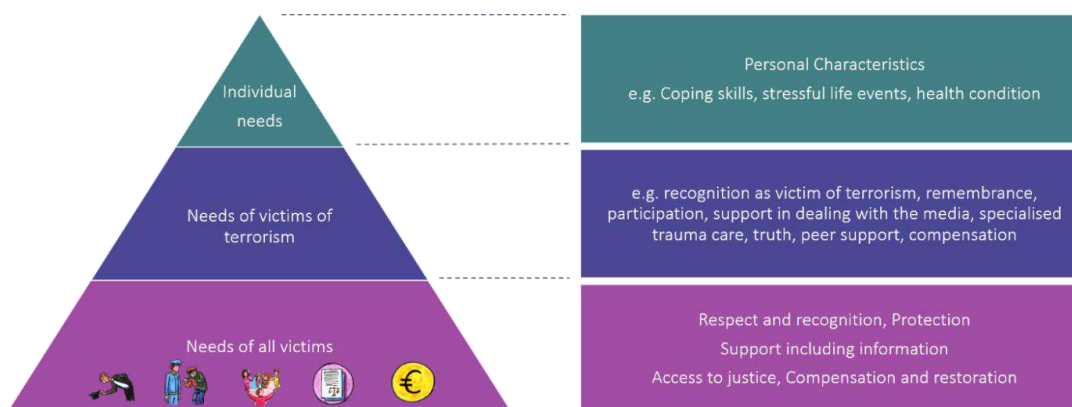 Individual
needs
Personal Characteristics
e.g. Coping skills, stressful life events, health condition
Needs of victims of
terrorism
e.g. recognition as victim of terrorism, remembrance,
participation, support in dealing with the media, specialised
trauma care, truth, peer support, compensation
Needs of all victims
€
Respect and recognition, Protection
Support including information
Access to justice, Compensation and restoration